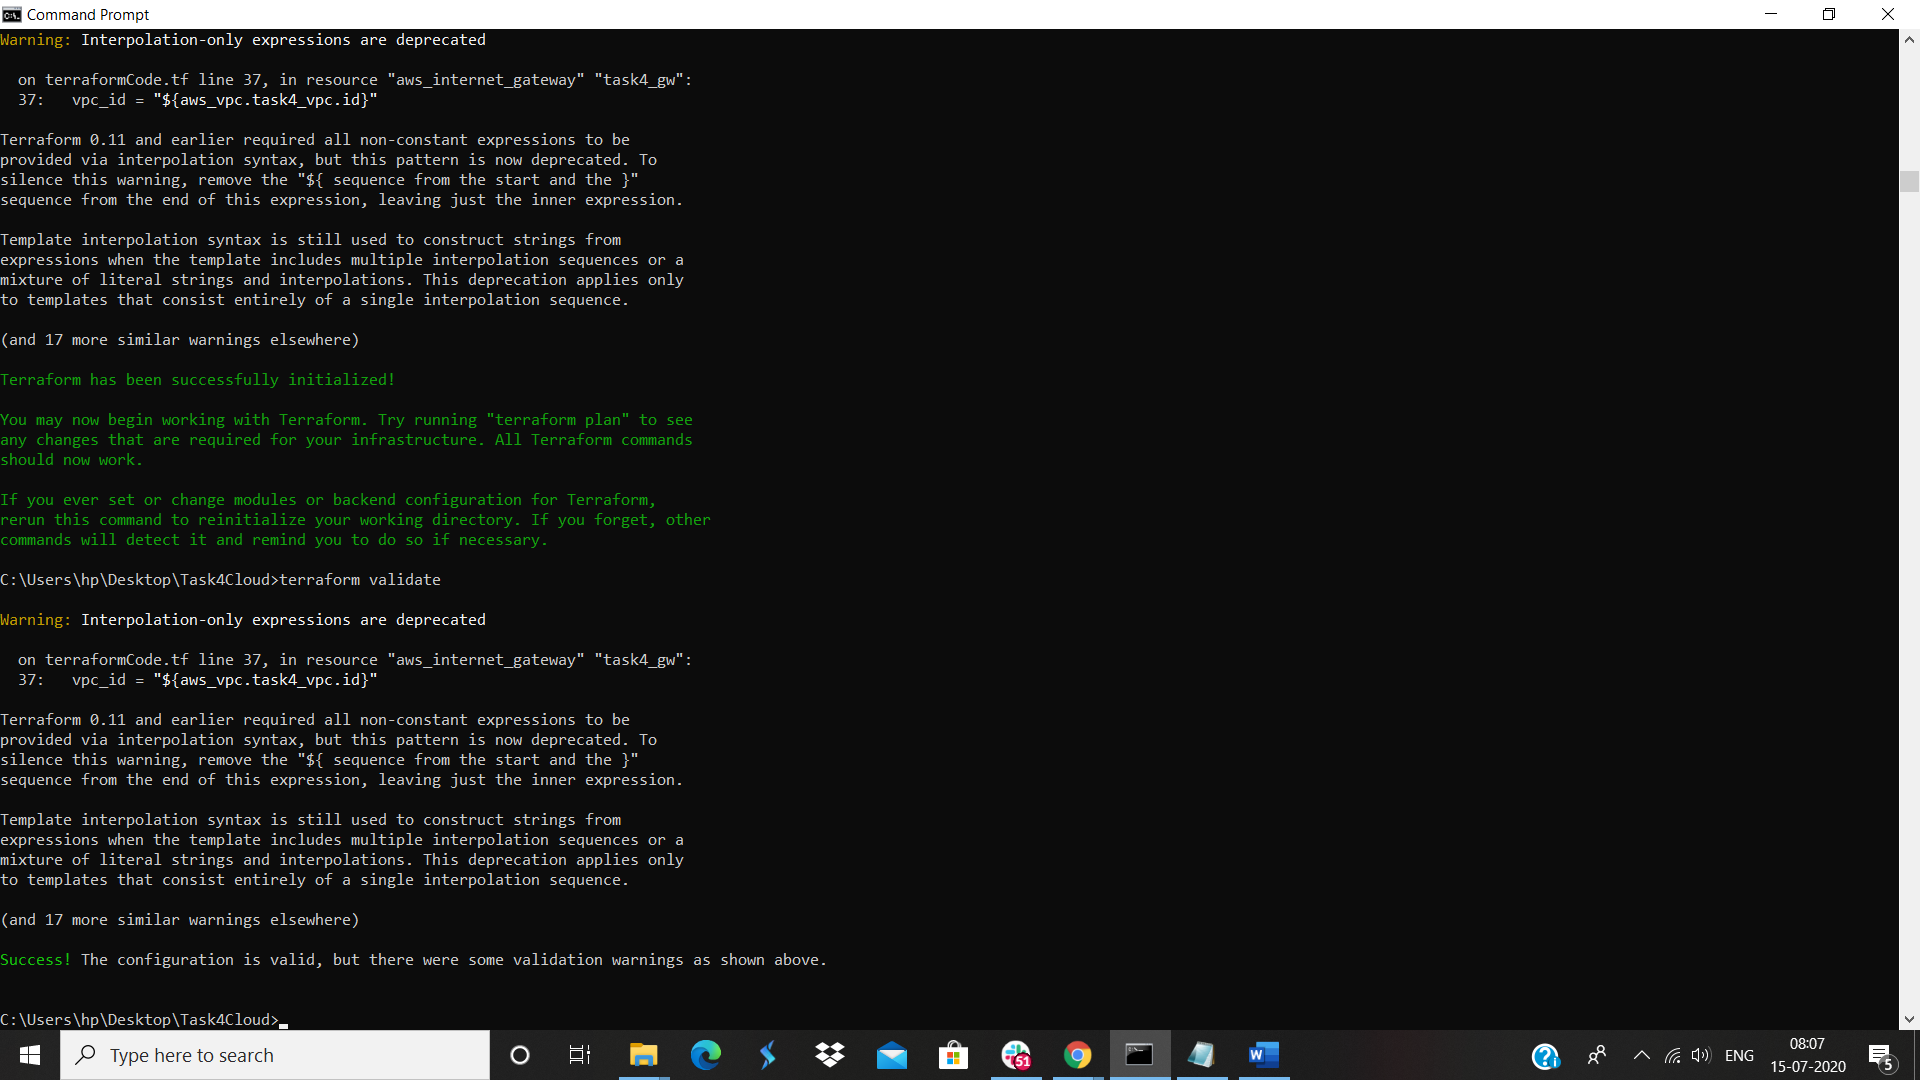 Command Prompt
Warning: Interpolation-only expressions are deprecated
on terraformCode.tf line 37, in resource "aws_internet_gateway" "task4_gw":
37:   vpc_id = "${aws_vpc.task4_vpc.id}"
Terraform 0.11 and earlier required all non-constant expressions to be
provided via interpolation syntax, but this pattern is now deprecated. To
silence this warning, remove the "${ sequence from the start and the }"
sequence from the end of this expression, leaving just the inner expression.
Template interpolation syntax is still used to construct strings from
expressions when the template includes multiple interpolation sequences or a
mixture of literal strings and interpolations. This deprecation applies only
to templates that consist entirely of a single interpolation sequence.
(and 17 more similar warnings elsewhere)
Terraform has been successfully initialized!
You may now begin working with Terraform. Try running "terraform plan" to see
any changes that are required for your infrastructure. All Terraform commands
should now work.
If you ever set or change modules or backend configuration for Terraform,
rerun this command to reinitialize your working directory. If you forget, other
commands will detect it and remind you to do so if necessary.
C:\Users\hp\Desktop\Task4Cloud>terraform validate
Warning: Interpolation-only expressions are deprecated
on terraformCode.tf line 37, in resource "aws_internet_gateway" "task4_gw":
37:   vpc_id = "${aws_vpc.task4_vpc.id}"
Terraform 0.11 and earlier required all non-constant expressions to be
provided via interpolation syntax, but this pattern is now deprecated. To
silence this warning, remove the "${ sequence from the start and the }"
sequence from the end of this expression, leaving just the inner expression.
Template interpolation syntax is still used to construct strings from
expressions when the template includes multiple interpolation sequences or a
mixture of literal strings and interpolations. This deprecation applies only
to templates that consist entirely of a single interpolation sequence.
(and 17 more similar warnings elsewhere)
Success! The configuration is valid, but there were some validation warnings as shown above.
C:\Users\hp\Desktop\Task4Cloud>
Type here to search
51
W
ENG
08:07
15-07-2020
5